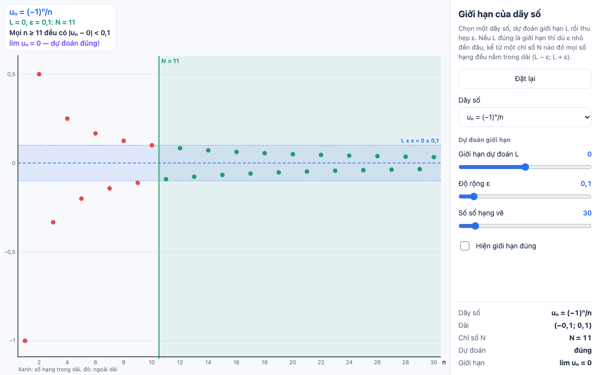 uₙ = (−1)ⁿ/n
L = 0, ε = 0,1: N = 11
Mọi n ≥ 11 đều có |uₙ − 0| < 0,1
lim uₙ = 0 — dự đoán đúng!
N = 11
L ± ε = 0 ± 0,1
0,5
0
−0,5
−1
2 4 6 8 10 12 14 16 18 20 22 24 26 28 30 n
Xanh: số hạng trong dải, đỏ: ngoài dải
Giới hạn của dãy số
Chọn một dãy số, dự đoán giới hạn L rồi thu
hẹp ε. Nếu L đúng là giới hạn thì dù ε nhỏ
đến đâu, kể từ một chỉ số N nào đó mọi số
hạng đều nằm trong dải (L − ε; L + ε).
Đặt lại
Dãy số
uₙ = (−1)ⁿ/n
Dự đoán giới hạn
Giới hạn dự đoán L 0
Độ rộng ε 0,1
Số số hạng vẽ 30
Hiện giới hạn đúng
Dãy số uₙ = (−1)ⁿ/n
Dải (−0,1; 0,1)
Chỉ số N N = 11
Dự đoán đúng
Giới hạn lim uₙ = 0